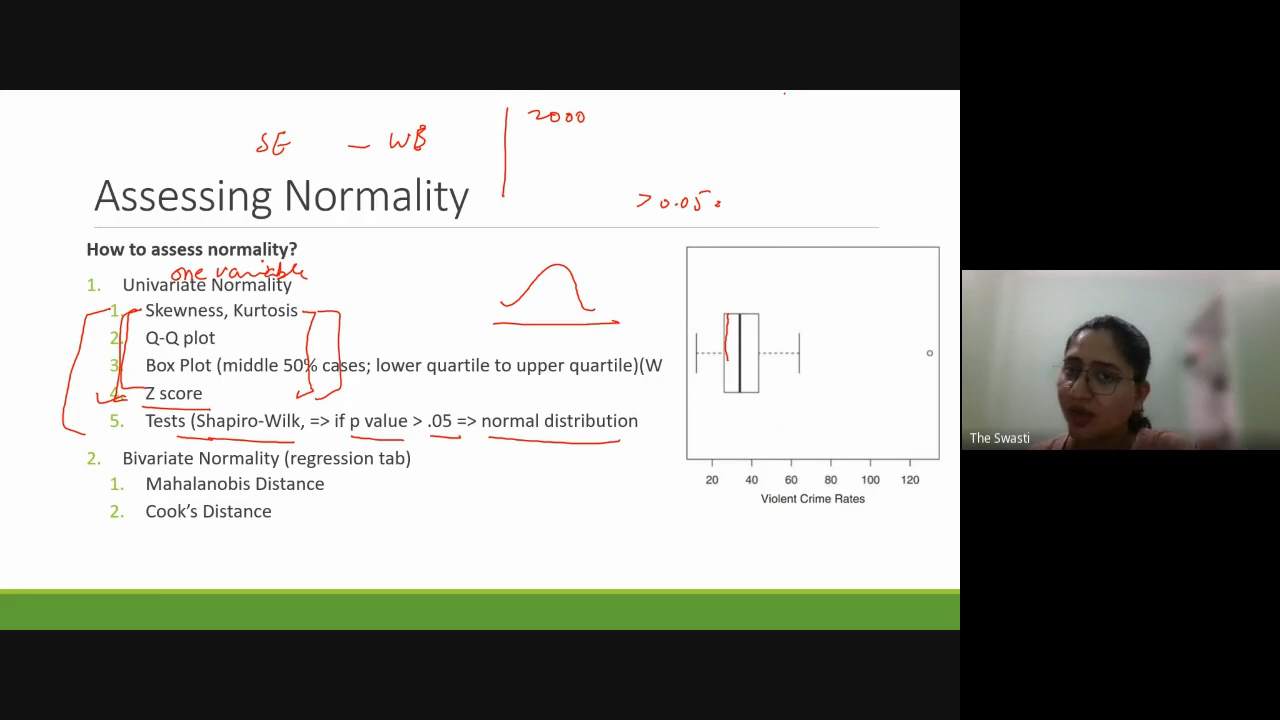 SE – WB 2000
Assessing Normality
>0.05
How to assess normality?
one variable
1. Univariate Normality
1. Skewness, Kurtosis
2. Q-Q plot
3. Box Plot (middle 50% cases; lower quartile to upper quartile)(W
4. Z score
5. Tests (Shapiro-Wilk, => if p value > .05 => normal distribution
2. Bivariate Normality (regression tab)
1. Mahalanobis Distance
2. Cook's Distance
20 40 60 80 100 120
Violent Crime Rates
The Swasti